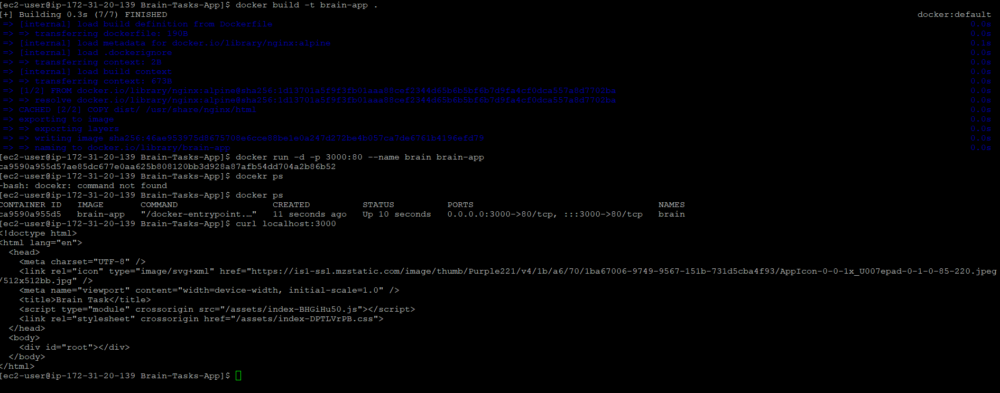 [ec2-user@ip-172-31-20-139 Brain-Tasks-App]$ docker build -t brain-app .
[+] Building 0.3s (7/7) FINISHED docker:default
=> [internal] load build definition from Dockerfile 0.0s
=> => transferring dockerfile: 190B 0.0s
=> [internal] load metadata for docker.io/library/nginx:alpine 0.1s
=> [internal] load .dockerignore 0.0s
=> => transferring context: 2B 0.0s
=> [internal] load build context 0.0s
=> => transferring context: 673B 0.0s
=> [1/2] FROM docker.io/library/nginx:alpine@sha256:1d13701a5f9f3fb01aaa88cef2344d65b6b5bf6b7d9fa4cf0dca557a8d7702ba 0.0s
=> => resolve docker.io/library/nginx:alpine@sha256:1d13701a5f9f3fb01aaa88cef2344d65b6b5bf6b7d9fa4cf0dca557a8d7702ba 0.0s
=> CACHED [2/2] COPY dist/ /usr/share/nginx/html 0.0s
=> exporting to image 0.0s
=> => exporting layers 0.0s
=> => writing image sha256:46ae953975d8675708e6cce88be1e0a247d272be4b057ca7de6761b4196efd79 0.0s
=> => naming to docker.io/library/brain-app 0.0s
[ec2-user@ip-172-31-20-139 Brain-Tasks-App]$ docker run -d -p 3000:80 --name brain brain-app
ca9590a955d57ae85dc677e0aa625b808120bb3d928a87afb54dd704a2b86b52
[ec2-user@ip-172-31-20-139 Brain-Tasks-App]$ docekr ps
-bash: docekr: command not found
[ec2-user@ip-172-31-20-139 Brain-Tasks-App]$ docker ps
CONTAINER ID IMAGE COMMAND CREATED STATUS PORTS NAMES
ca9590a955d5 brain-app "/docker-entrypoint.…" 11 seconds ago Up 10 seconds 0.0.0.0:3000->80/tcp, :::3000->80/tcp brain
[ec2-user@ip-172-31-20-139 Brain-Tasks-App]$ curl localhost:3000
<!doctype html>
<html lang="en">
<head>
<meta charset="UTF-8" />
<link rel="icon" type="image/svg+xml" href="https://is1-ssl.mzstatic.com/image/thumb/Purple221/v4/1b/a6/70/1ba67006-9749-9567-151b-731d5cba4f93/AppIcon-0-0-1x_U007epad-0-1-0-85-220.jpeg
/512x512bb.jpg" />
<meta name="viewport" content="width=device-width, initial-scale=1.0" />
<title>Brain Task</title>
<script type="module" crossorigin src="/assets/index-BHGiHu50.js"></script>
<link rel="stylesheet" crossorigin href="/assets/index-DPTLVrPB.css">
</head>
<body>
<div id="root"></div>
</body>
</html>
[ec2-user@ip-172-31-20-139 Brain-Tasks-App]$